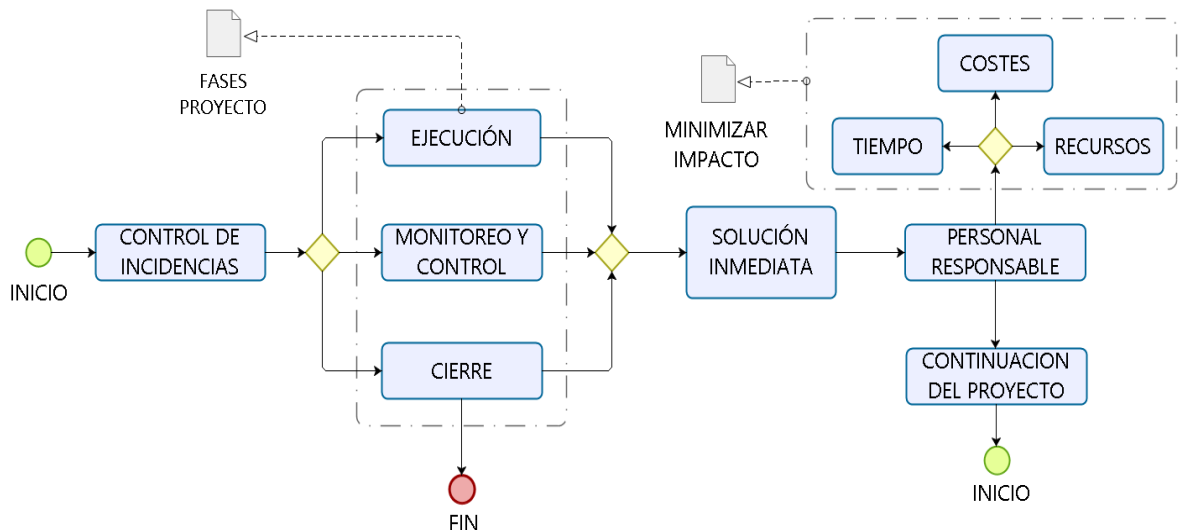 FASES
PROYECTO
MINIMIZAR
IMPACTO
COSTES
TIEMPO
RECURSOS
EJECUCIÓN
INICIO
CONTROL DE
INCIDENCIAS
MONITOREO Y
CONTROL
SOLUCIÓN
INMEDIATA
PERSONAL
RESPONSABLE
CIERRE
CONTINUACION
DEL PROYECTO
FIN
INICIO